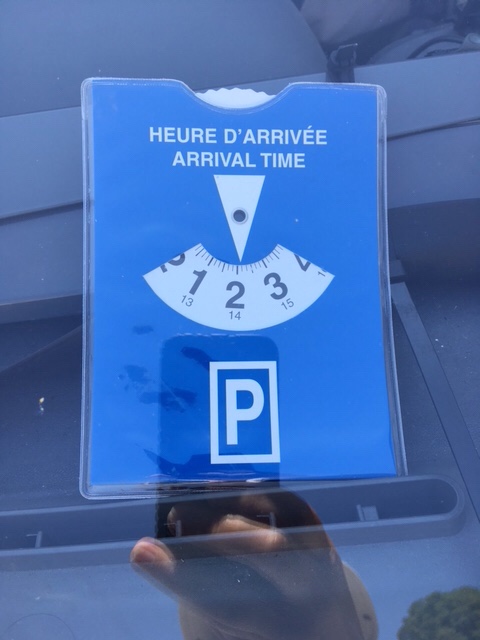 HEURE D'ARRIVÉE
ARRIVAL TIME
1 2 3
13 14 15
P